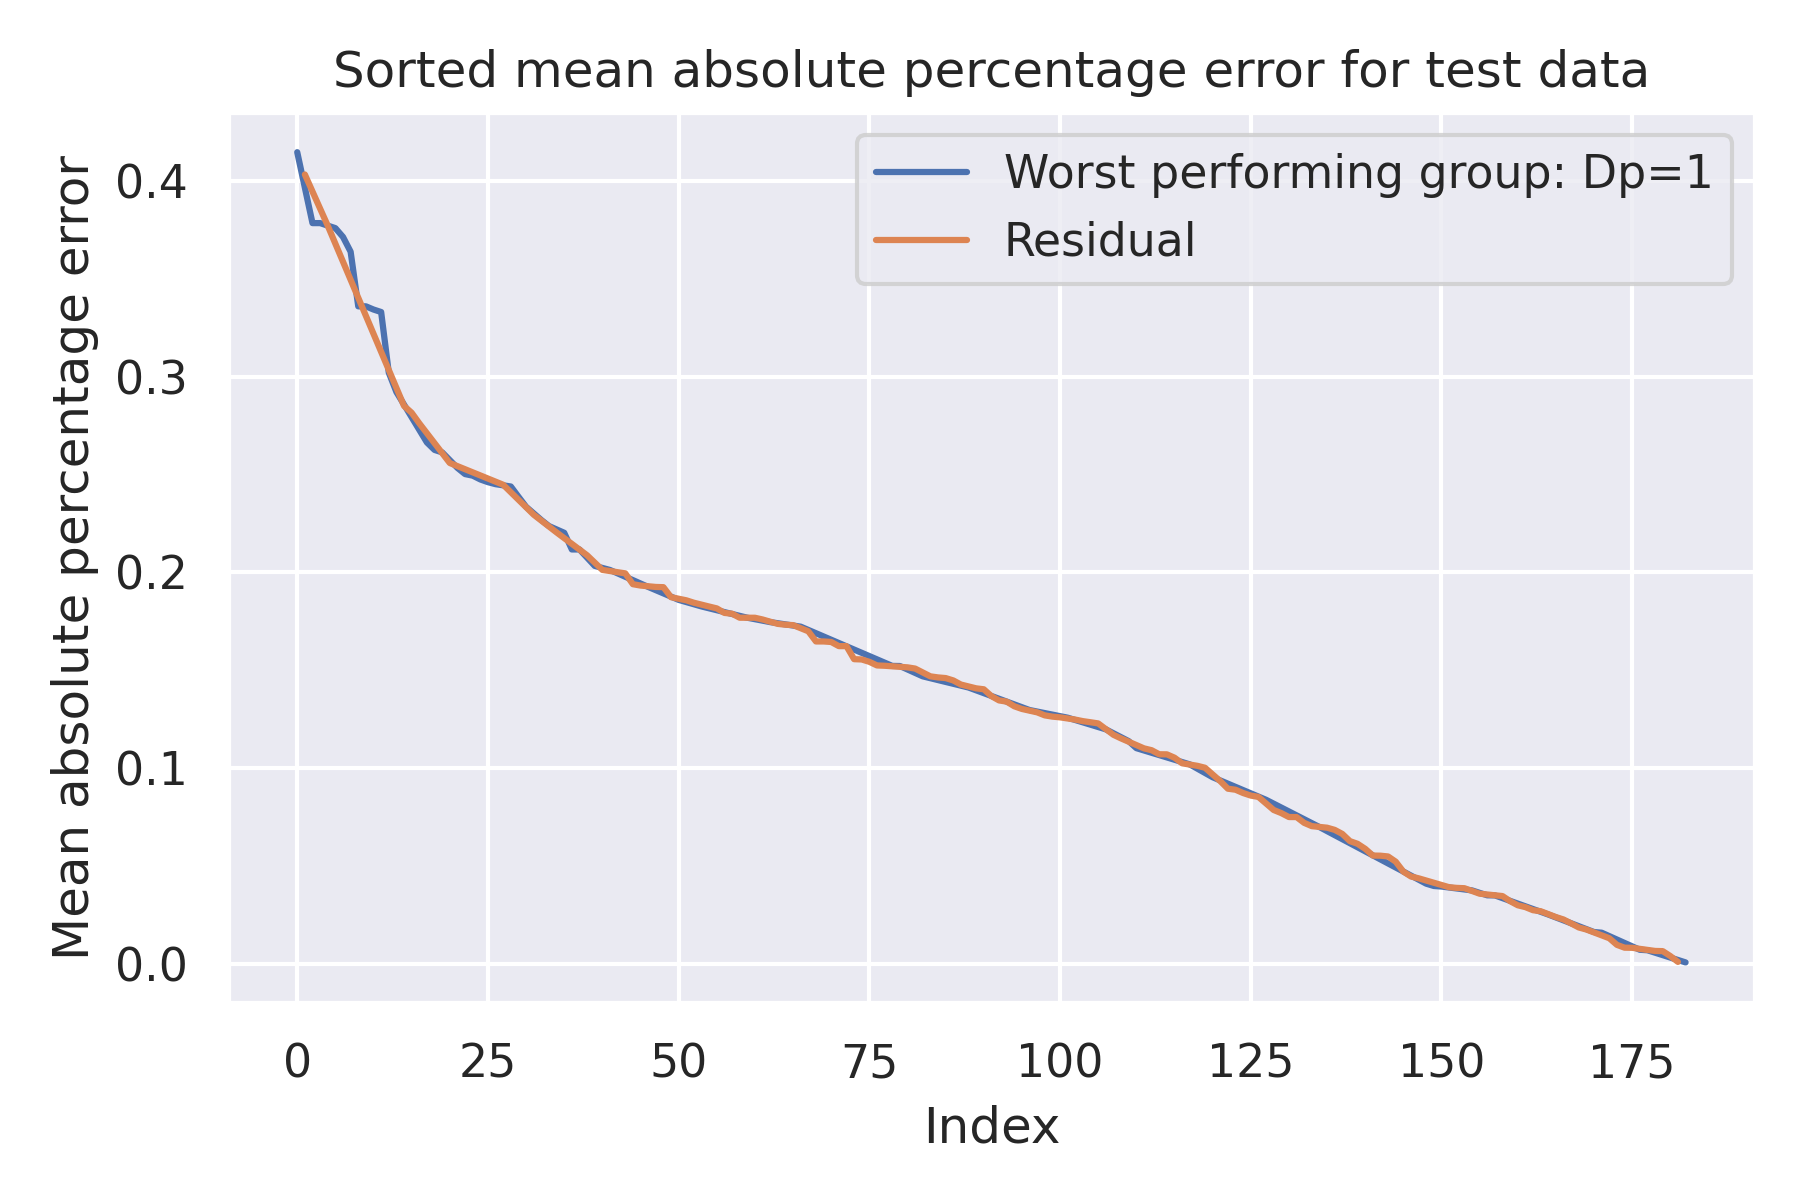 Sorted mean absolute percentage error for test data
Worst performing group: Dp=1
Residual
Mean absolute percentage error
0.4
0.3
0.2
0.1
0.0
0 25 50 75 100 125 150 175
Index